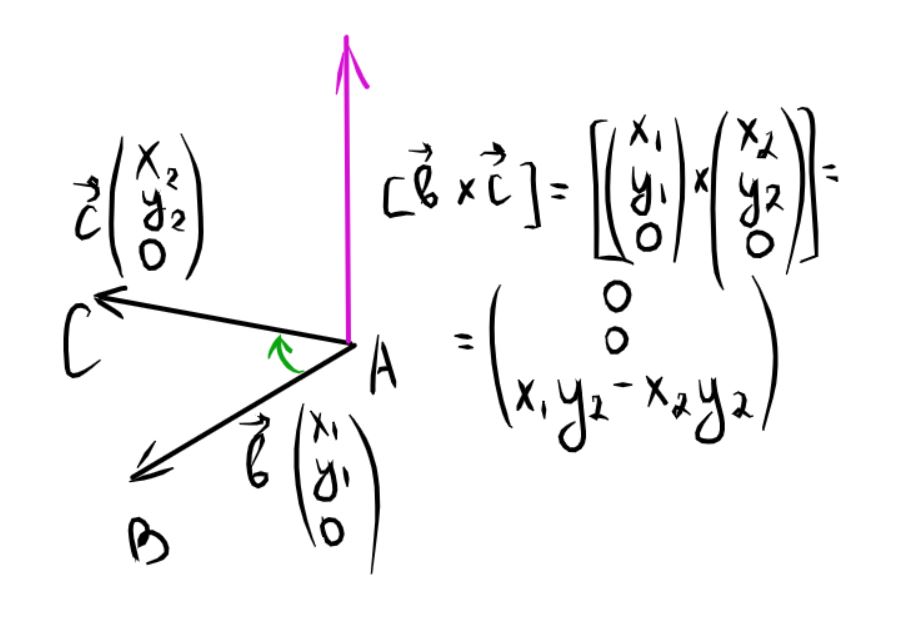 c⃗ (x₂ y₂ 0)
C
A
b⃗ (x₁ y₁ 0)
B
[b⃗ × c⃗] = [(x₁ y₁ 0) × (x₂ y₂ 0)] =
= (0 0 x₁y₂ - x₂y₂)